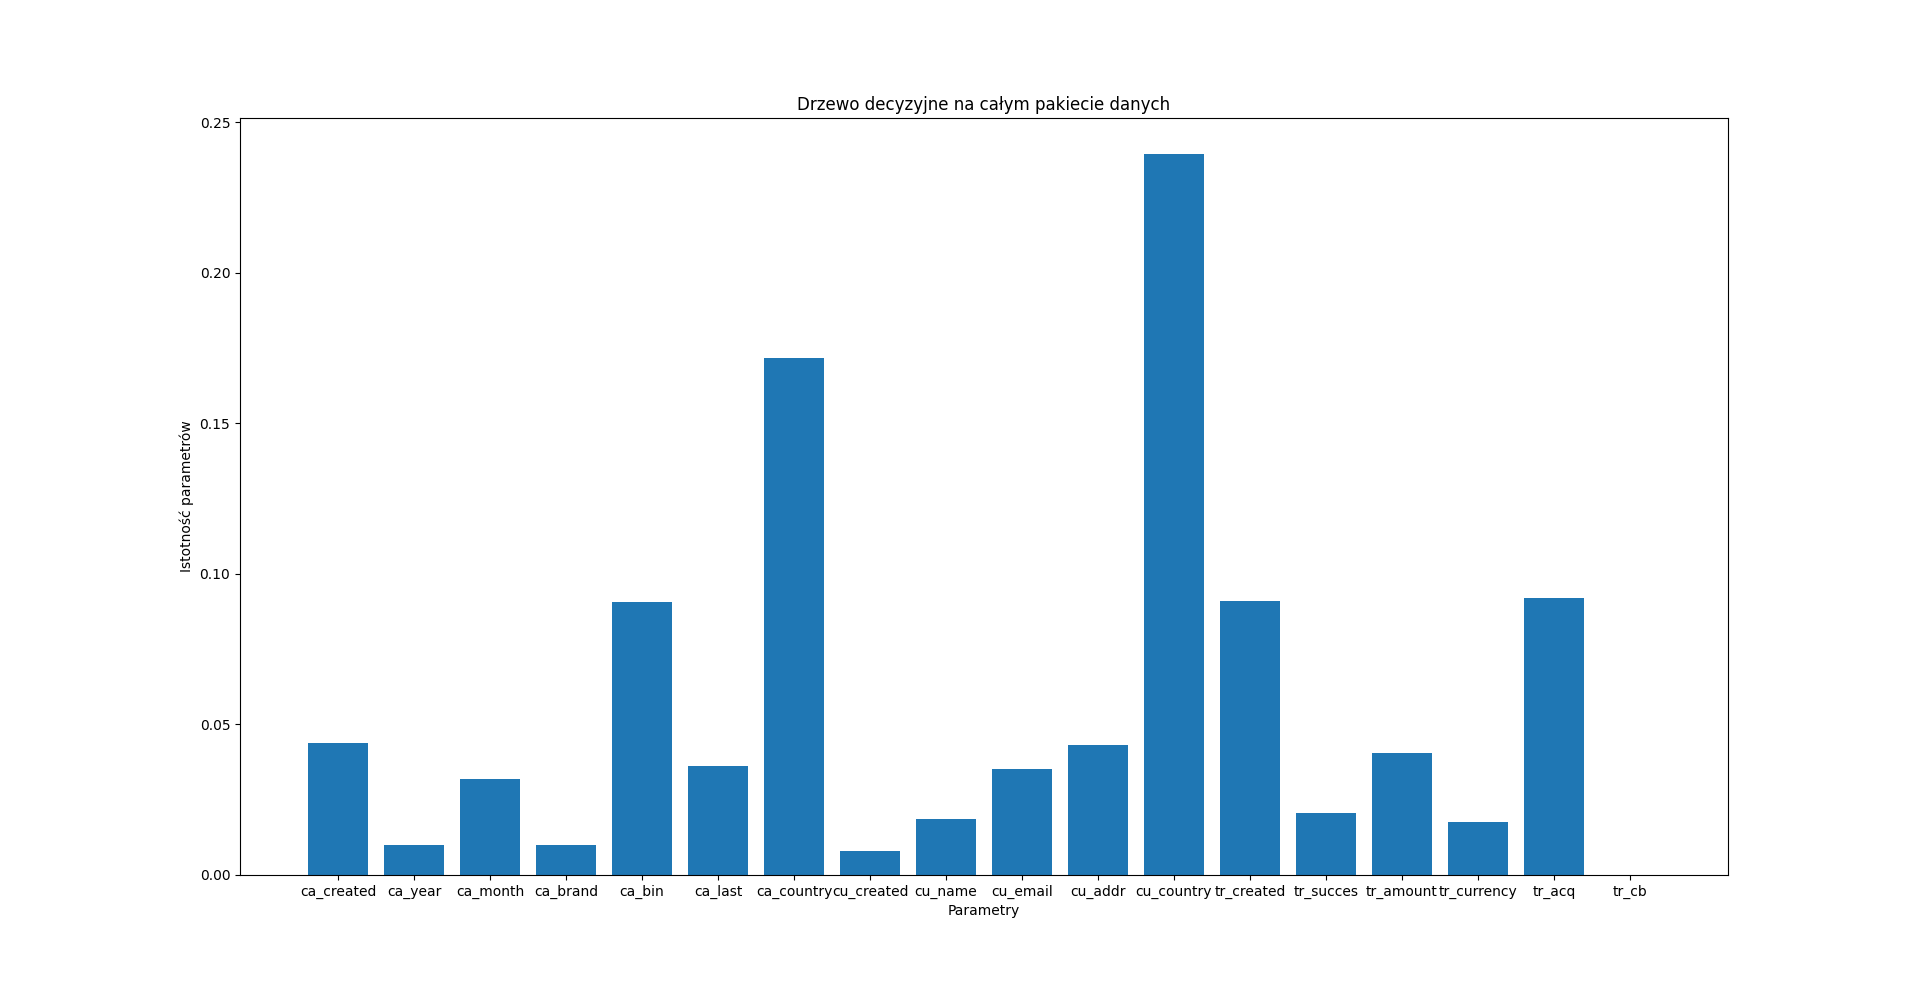 Drzewo decyzyjne na całym pakiecie danych
0.25
0.20
0.15
0.10
0.05
0.00
Istotność parametrów
ca_created ca_year ca_month ca_brand ca_bin ca_last ca_country cu_created cu_name cu_email cu_addr cu_country tr_created tr_succes tr_amount tr_currency tr_acq tr_cb
Parametry